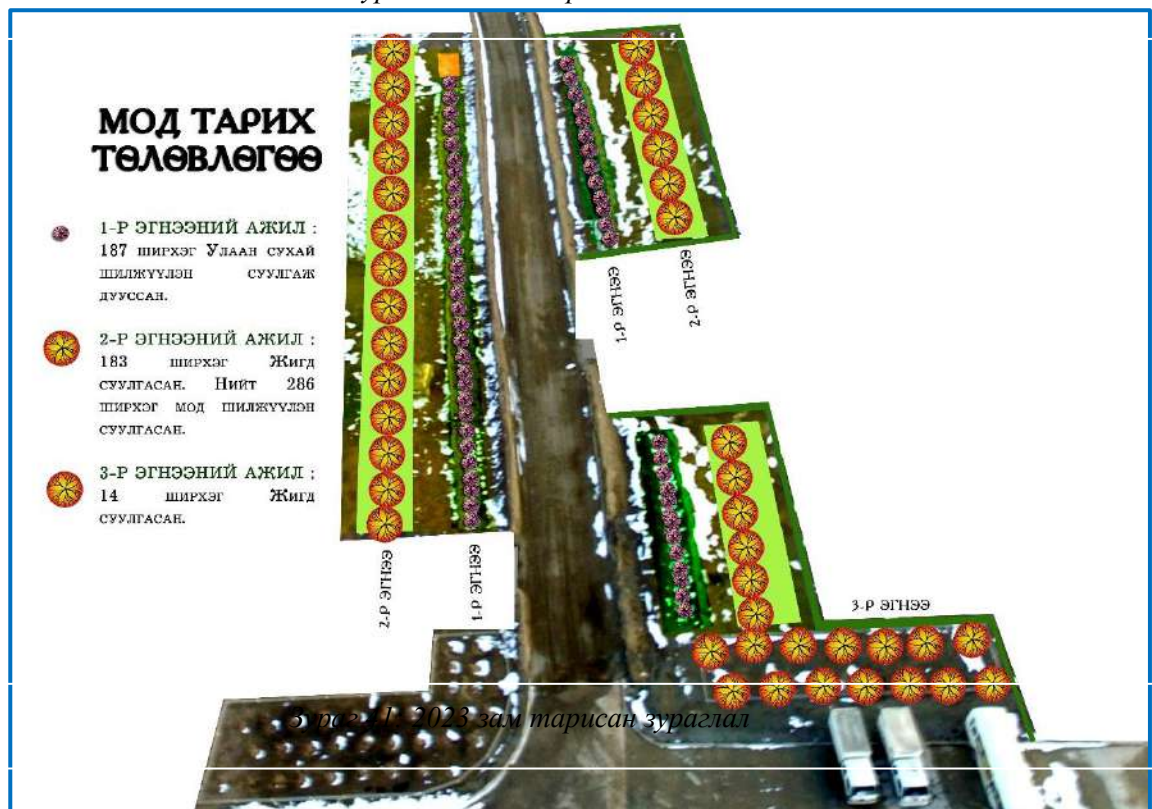 МОД ТАРИХ
ТӨЛӨВЛӨГӨӨ
1-Р ЭГНЭЭНИЙ АЖИЛ :
187 ШИРХЭГ УЛААН СУХАЙ
ШИЛЖҮҮЛЭН СУУЛГАЖ
ДУУССАН.
2-Р ЭГНЭЭНИЙ АЖИЛ :
183 ШИРХЭГ ЖИГД
СУУЛГАСАН. НИЙТ 286
ШИРХЭГ МОД ШИЛЖҮҮЛЭН
СУУЛГАСАН.
3-Р ЭГНЭЭНИЙ АЖИЛ :
14 ШИРХЭГ ЖИГД
СУУЛГАСАН.
1-Р ЭГНЭЭ
2-Р ЭГНЭЭ
2-Р ЭГНЭЭ
1-Р ЭГНЭЭ
3-Р ЭГНЭЭ
Зураг 11: 2023 зам тарисан зураглал